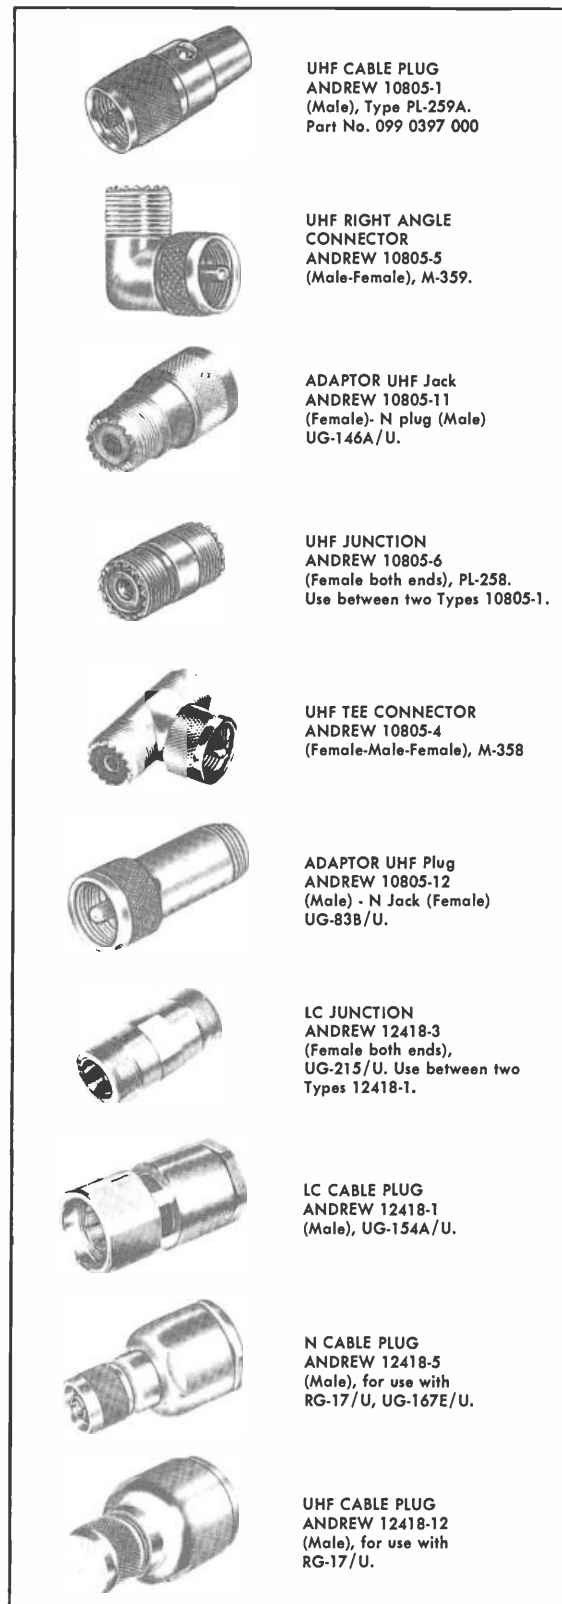 UHF CABLE PLUG
ANDREW 10805-1
(Male), Type PL-259A.
Part No. 099 0397 000
UHF RIGHT ANGLE
CONNECTOR
ANDREW 10805-5
(Male-Female), M-359.
ADAPTOR UHF Jack
ANDREW 10805-11
(Female)- N plug (Male)
UG-146A/U.
UHF JUNCTION
ANDREW 10805-6
(Female both ends), PL-258.
Use between two Types 10805-1.
UHF TEE CONNECTOR
ANDREW 10805-4
(Female-Male-Female), M-358
ADAPTOR UHF Plug
ANDREW 10805-12
(Male) - N Jack (Female)
UG-83B/U.
LC JUNCTION
ANDREW 12418-3
(Female both ends),
UG-215/U. Use between two
Types 12418-1.
LC CABLE PLUG
ANDREW 12418-1
(Male), UG-154A/U.
N CABLE PLUG
ANDREW 12418-5
(Male), for use with
RG-17/U, UG-167E/U.
UHF CABLE PLUG
ANDREW 12418-12
(Male), for use with
RG-17/U.